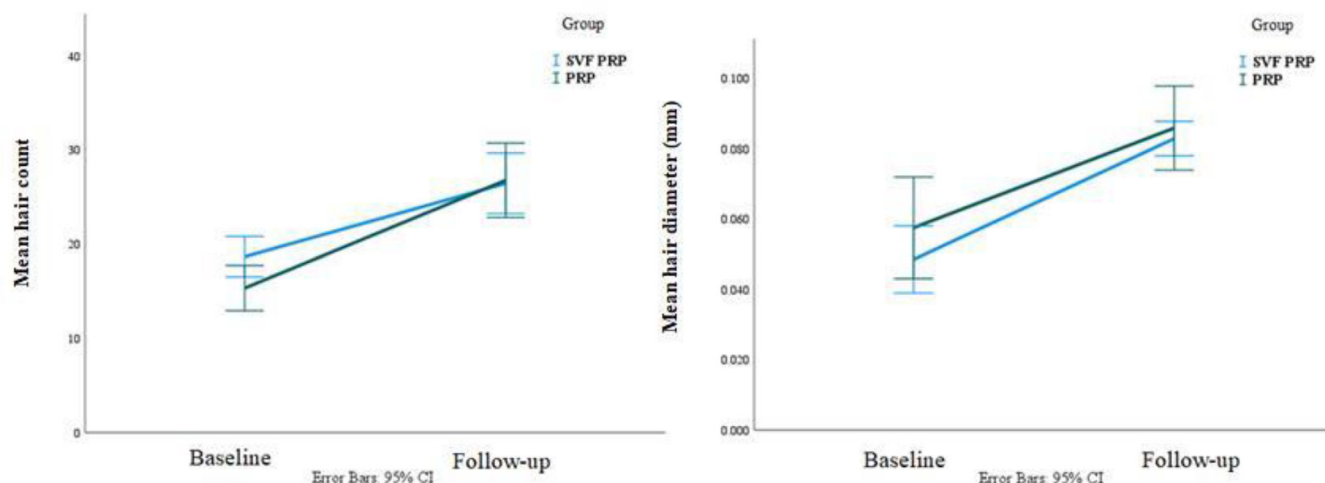 Group
SVF PRP
PRP
Mean hair count
40
30
20
10
0
Baseline
Follow-up
Error Bars: 95% CI
Group
SVF PRP
PRP
Mean hair diameter (mm)
0.100
0.080
0.060
0.040
0.020
0.000
Baseline
Follow-up
Error Bars: 95% CI